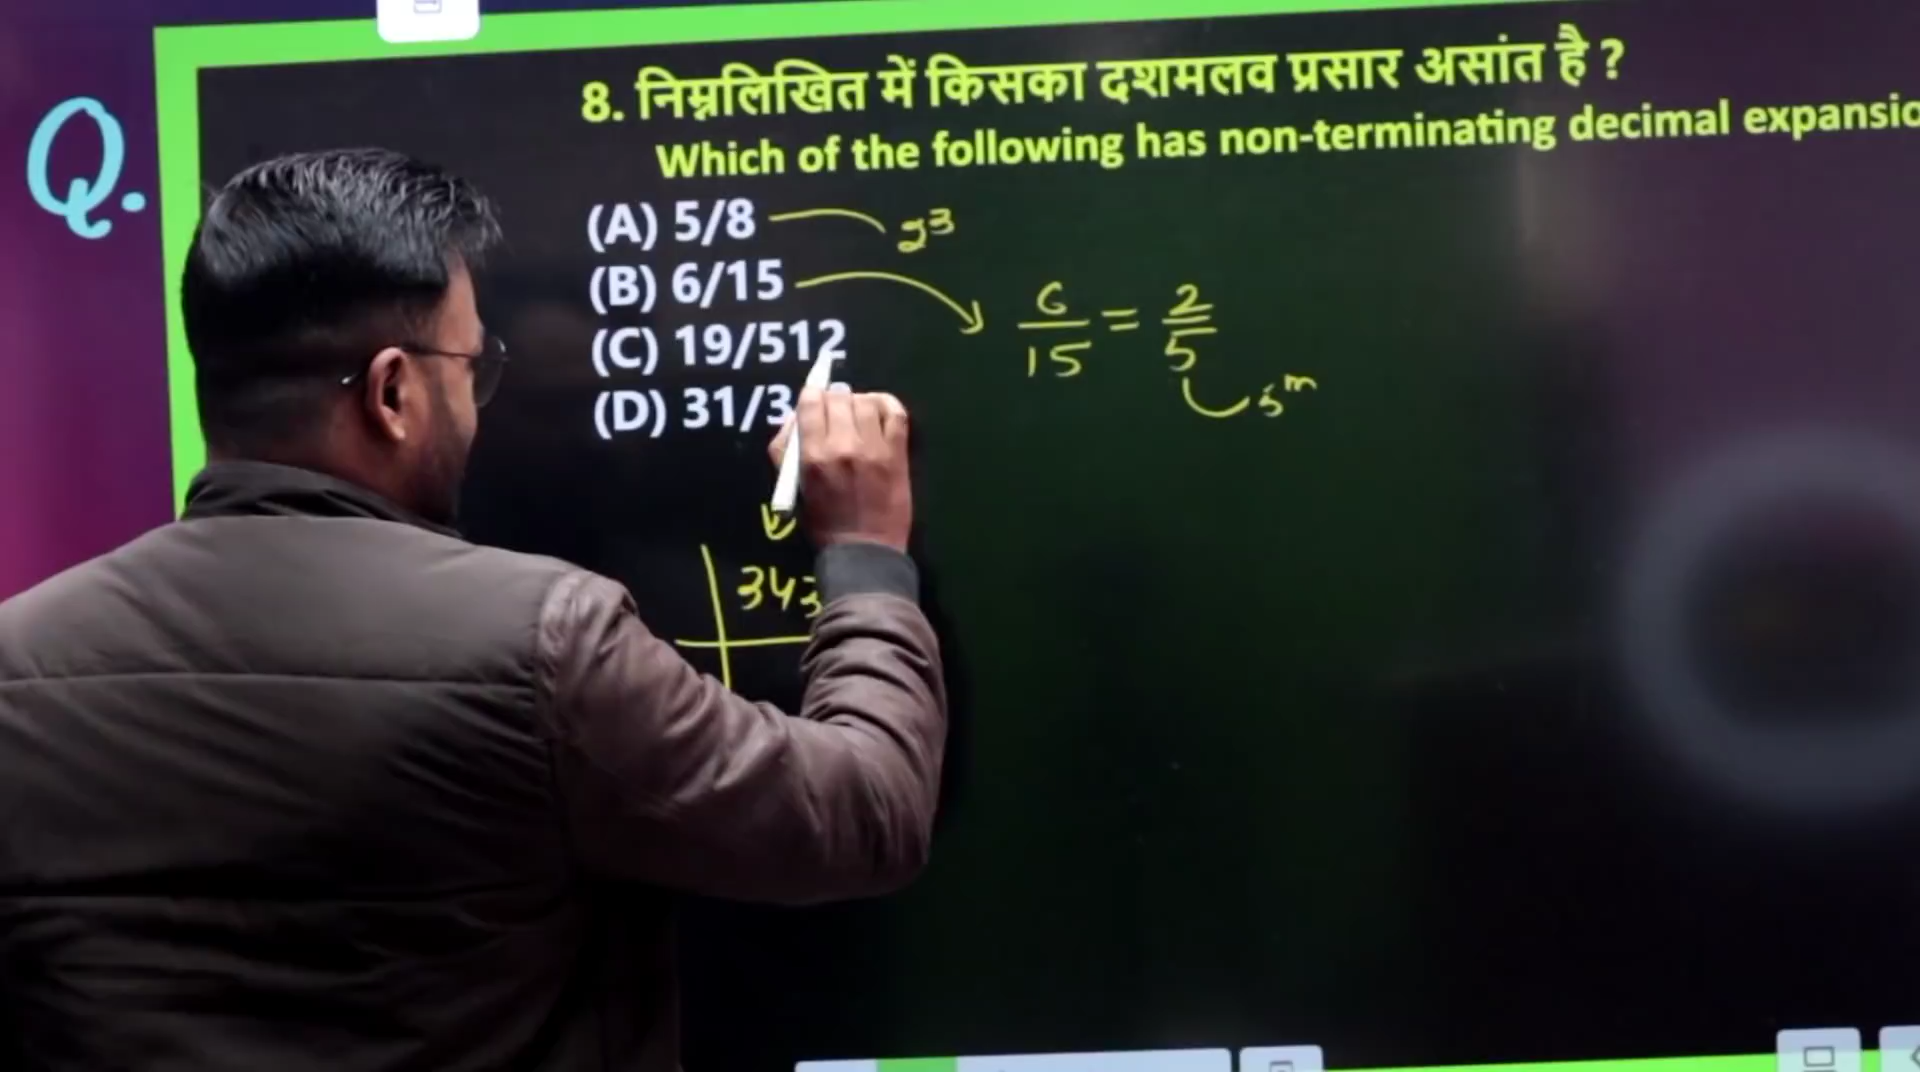 Q.
8. निम्नलिखित में किसका दशमलव प्रसार असांत है ?
Which of the following has non-terminating decimal
(A) 5/8 2³
(B) 6/15 6/15 = 2/5
5ᵐ
(C) 19/512
(D) 31/3
343